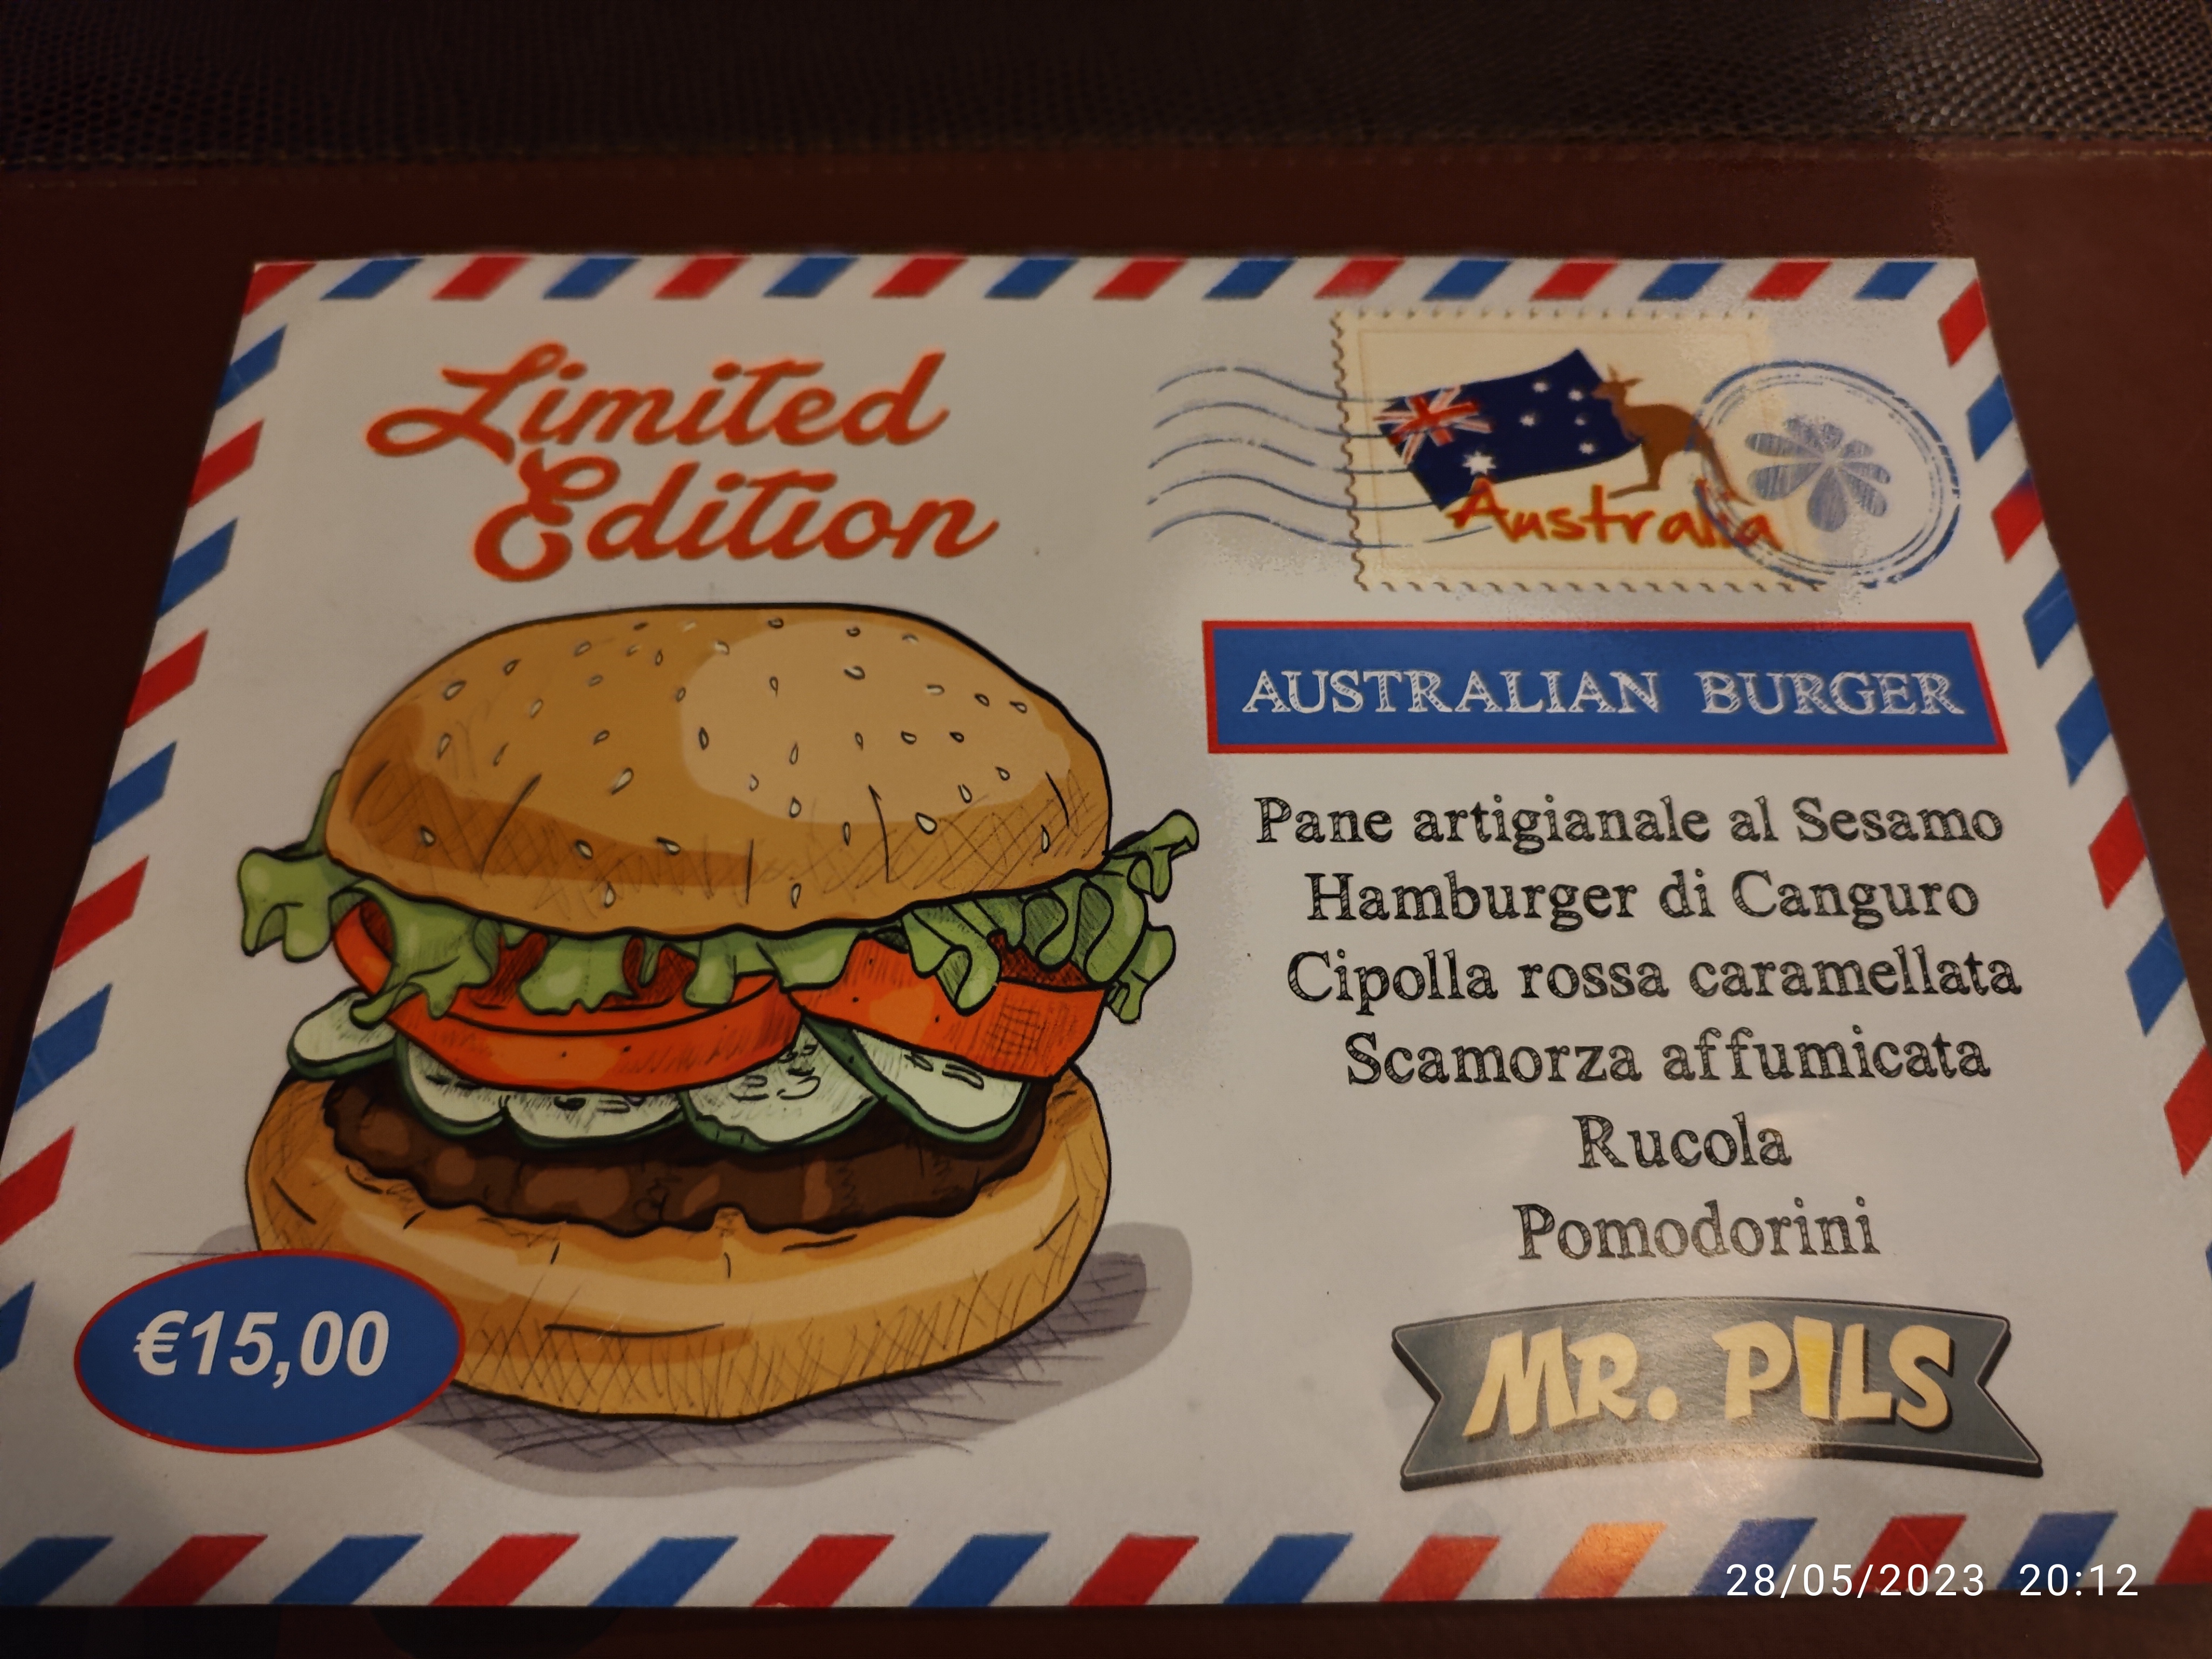 Limited
Edition
Australia
AUSTRALIAN BURGER
Pane artigianale al Sesamo
Hamburger di Canguro
Cipolla rossa caramellata
Scamorza affumicata
Rucola
Pomodorini
€15,00
MR. PILS
28/05/2023 20:12